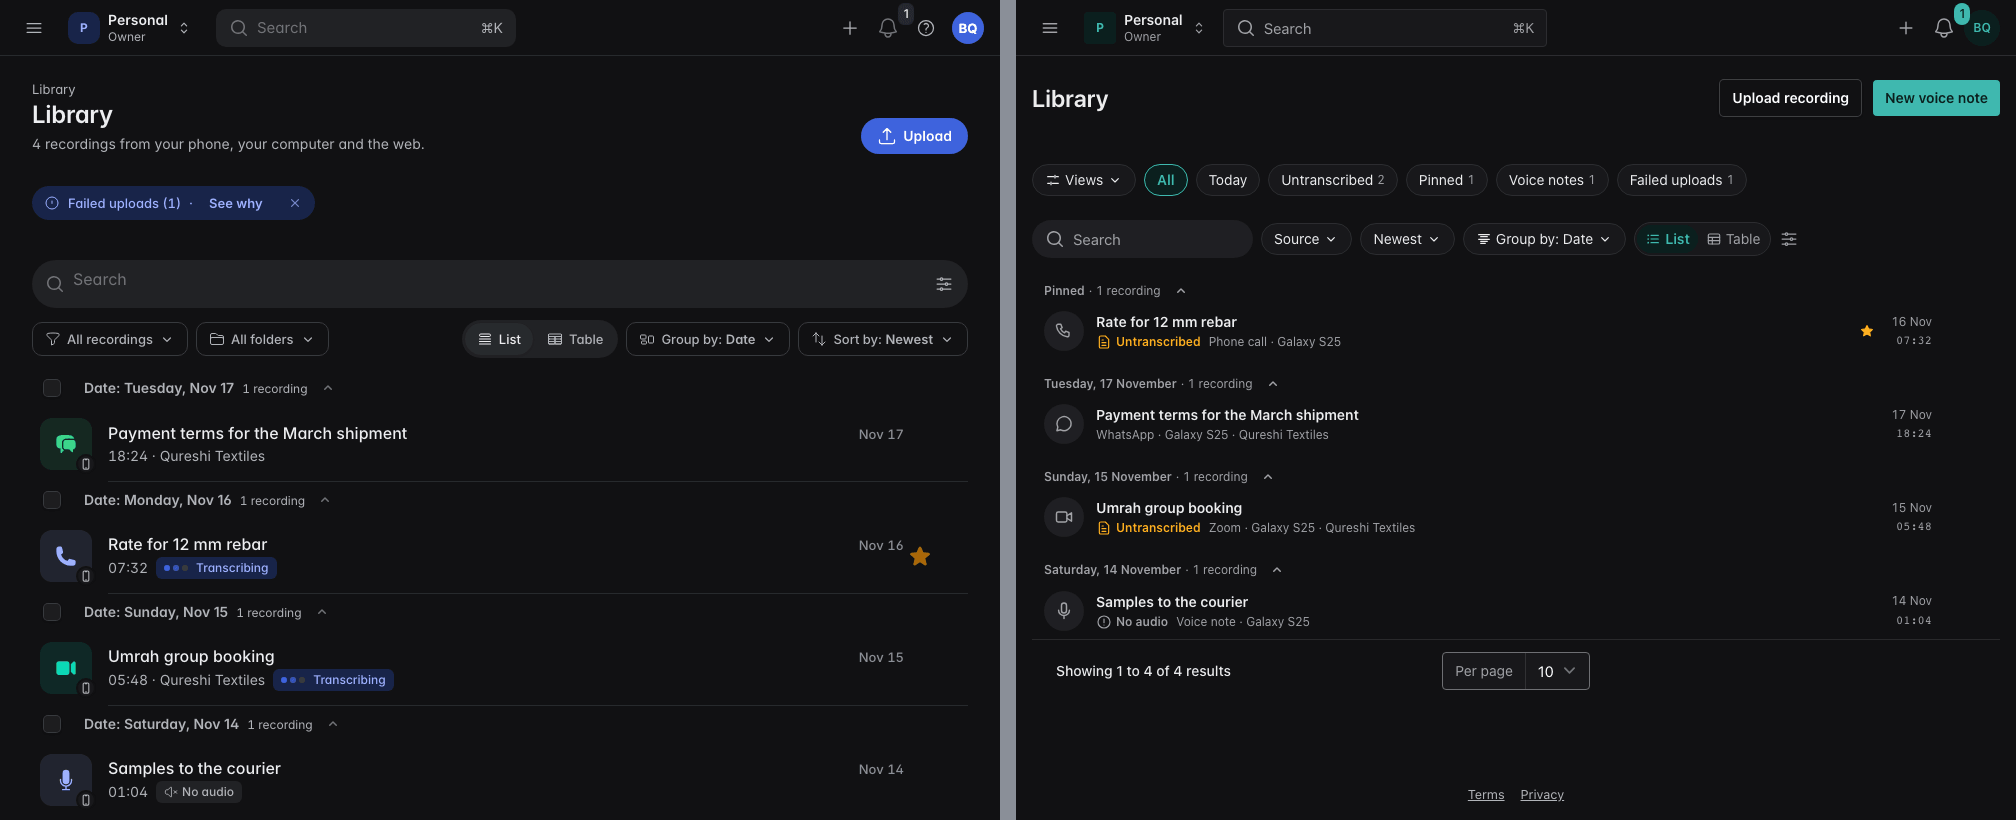 P
Personal
Owner
Search
⌘K
1
BQ
Library
Library
4 recordings from your phone, your computer and the web.
Upload
Failed uploads (1) · See why
Search
All recordings
All folders
List
Table
Group by: Date
Sort by: Newest
Date: Tuesday, Nov 17 1 recording
Payment terms for the March shipment
Nov 17
18:24 · Qureshi Textiles
Date: Monday, Nov 16 1 recording
Rate for 12 mm rebar
Nov 16
07:32 Transcribing
Date: Sunday, Nov 15 1 recording
Umrah group booking
Nov 15
05:48 · Qureshi Textiles Transcribing
Date: Saturday, Nov 14 1 recording
Samples to the courier
Nov 14
01:04 No audio
P
Personal
Owner
Search
⌘K
1
BQ
Library
Upload recording
New voice note
Views
All
Today
Untranscribed 2
Pinned 1
Voice notes 1
Failed uploads 1
Search
Source
Newest
Group by: Date
List
Table
Pinned · 1 recording
Rate for 12 mm rebar
16 Nov
Untranscribed Phone call · Galaxy S25
07:32
Tuesday, 17 November · 1 recording
Payment terms for the March shipment
17 Nov
WhatsApp · Galaxy S25 · Qureshi Textiles
18:24
Sunday, 15 November · 1 recording
Umrah group booking
15 Nov
Untranscribed Zoom · Galaxy S25 · Qureshi Textiles
05:48
Saturday, 14 November · 1 recording
Samples to the courier
14 Nov
No audio Voice note · Galaxy S25
01:04
Showing 1 to 4 of 4 results
Per page 10
Terms Privacy